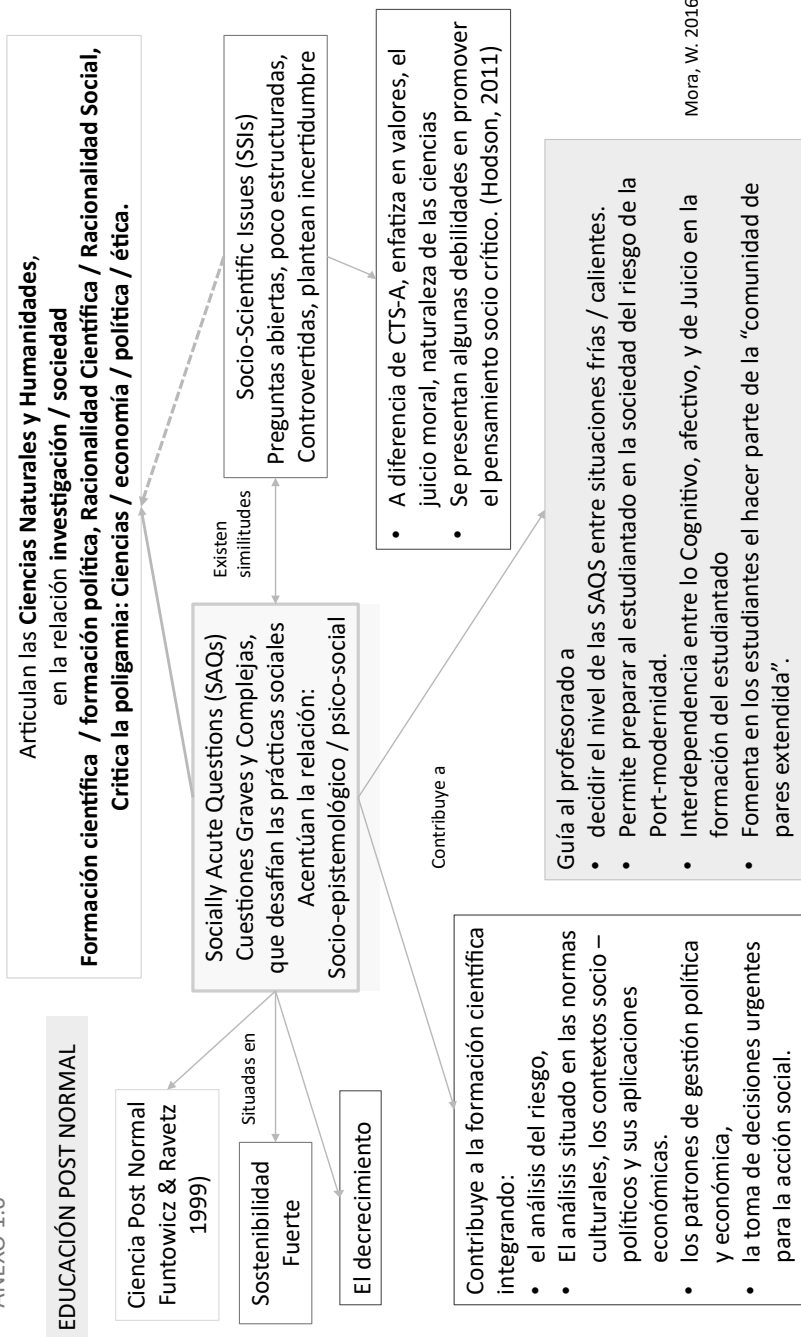 ANEXO 1.6
EDUCACIÓN POST NORMAL
Articulan las Ciencias Naturales y Humanidades,
en la relación investigación / sociedad
Formación científica / formación política, Racionalidad Científica / Racionalidad Social,
Critica la poligamia: Ciencias / economía / política / ética.
Ciencia Post Normal
Funtowicz & Ravetz
1999)
Situadas en
Sostenibilidad
Fuerte
El decrecimiento
Socially Acute Questions (SAQs)
Cuestiones Graves y Complejas,
que desafían las prácticas sociales
Acentúan la relación:
Socio-epistemológico / psico-social
Existen
similitudes
Socio-Scientific Issues (SSIs)
Preguntas abiertas, poco estructuradas,
Controvertidas, plantean incertidumbre
• A diferencia de CTS-A, enfatiza en valores, el
juicio moral, naturaleza de las ciencias
• Se presentan algunas debilidades en promover
el pensamiento socio crítico. (Hodson, 2011)
Contribuye a
Contribuye a la formación científica
integrando:
• el análisis del riesgo,
• El análisis situado en las normas
culturales, los contextos socio –
políticos y sus aplicaciones
económicas.
• los patrones de gestión política
y económica,
• la toma de decisiones urgentes
para la acción social.
Guía al profesorado a
• decidir el nivel de las SAQS entre situaciones frías / calientes.
• Permite preparar al estudiantado en la sociedad del riesgo de la
Port-modernidad.
• Interdependencia entre lo Cognitivo, afectivo, y de Juicio en la
formación del estudiantado
• Fomenta en los estudiantes el hacer parte de la “comunidad de
pares extendida”.
Mora, W. 2016